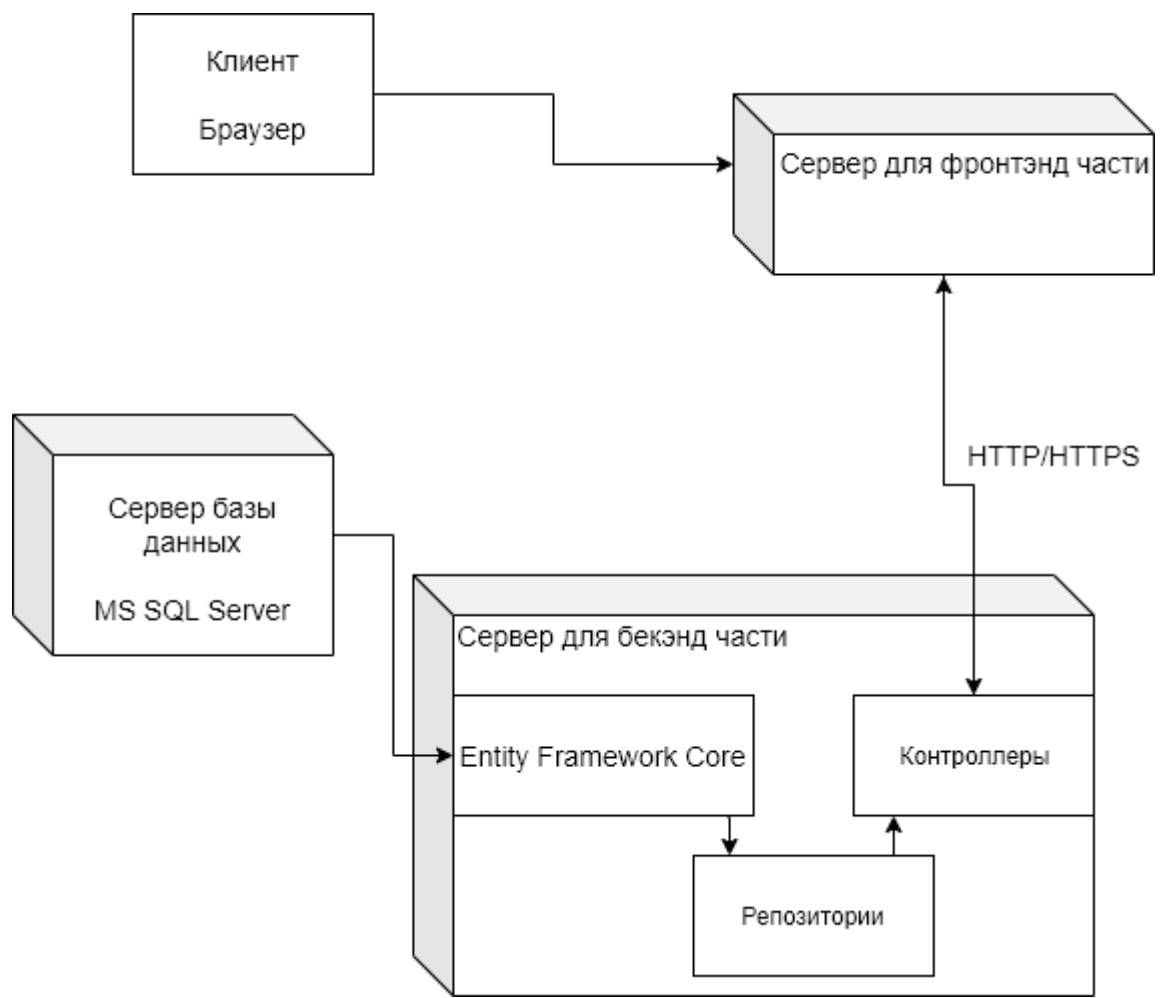 Клиент
Браузер
Сервер для фронтэнд части
HTTP/HTTPS
Сервер базы
данных
MS SQL Server
Сервер для бекэнд части
Entity Framework Core
Контроллеры
Репозитории